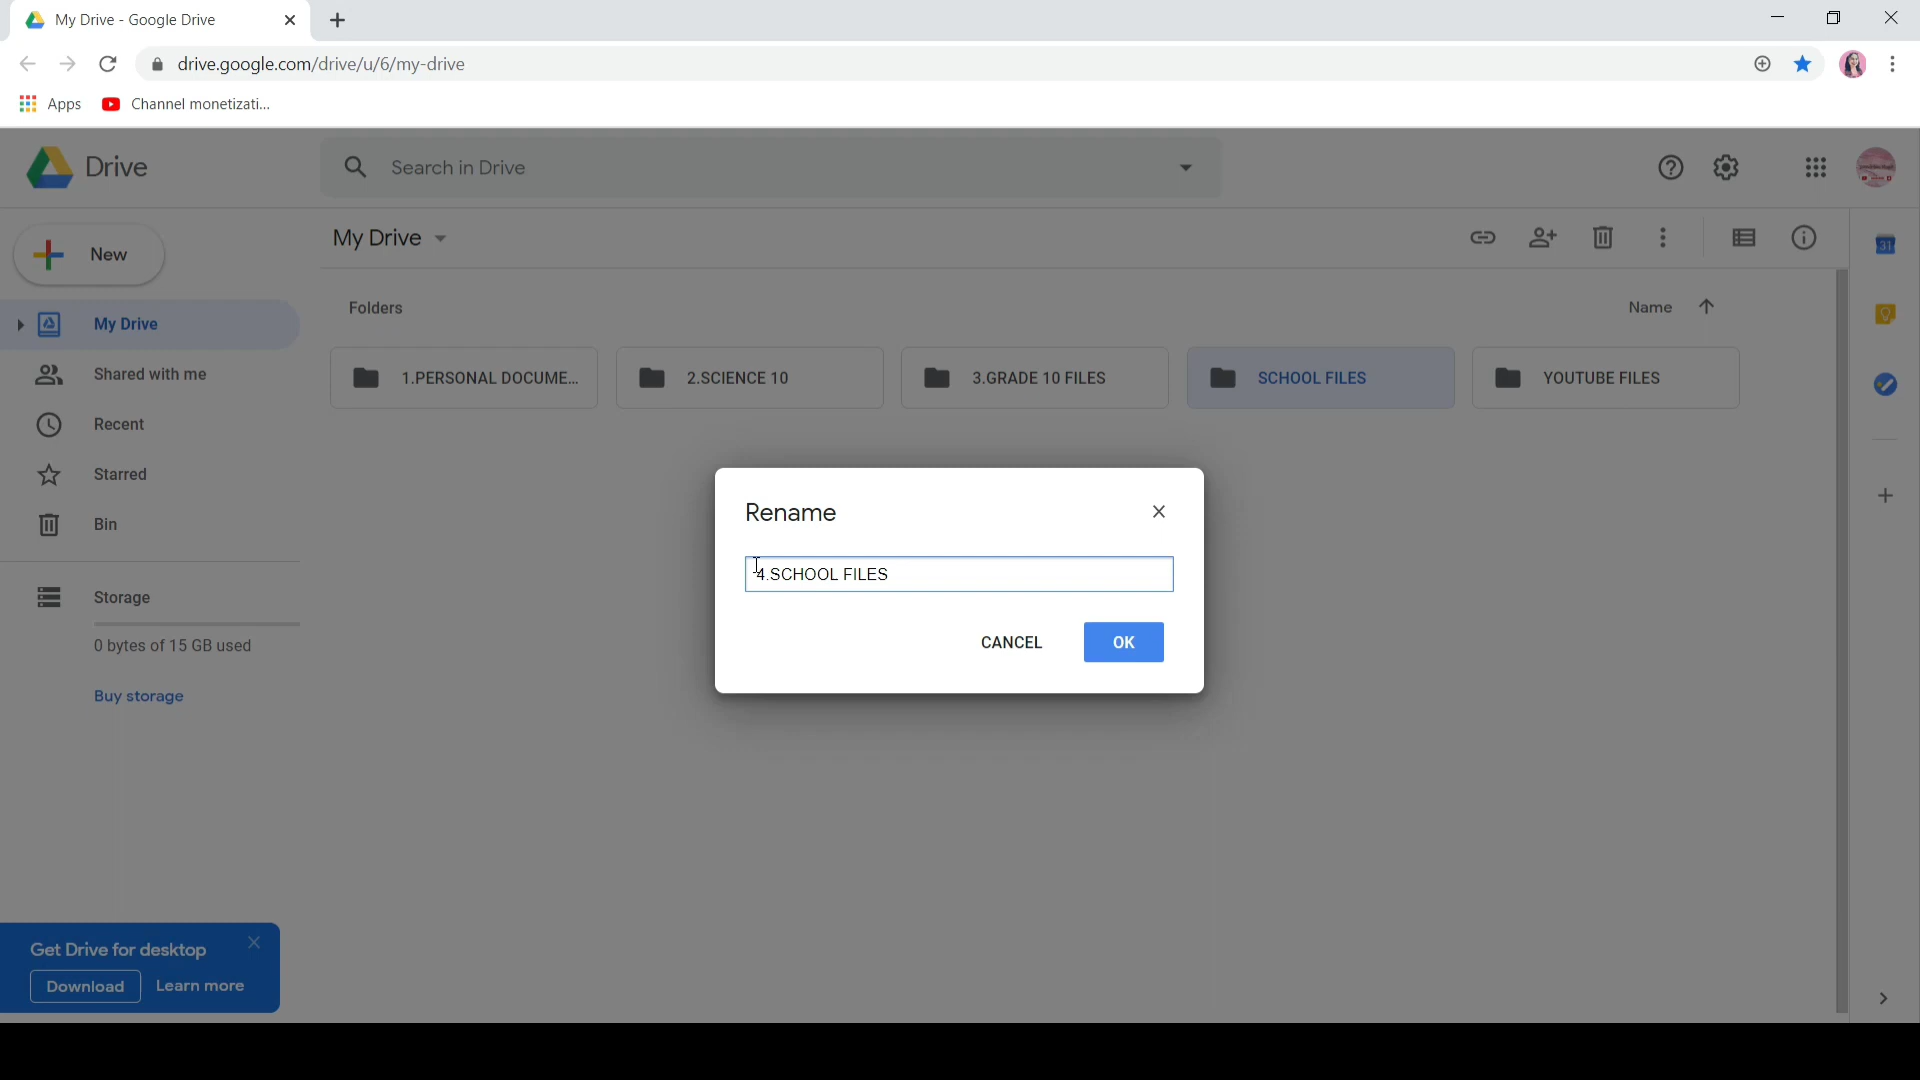 My Drive - Google Drive
drive.google.com/drive/u/6/my-drive
Apps
Channel monetizati...
Drive
Search in Drive
New
My Drive
31
Folders
Name
My Drive
Shared with me
Recent
Starred
Bin
1.PERSONAL DOCUME...
2.SCIENCE 10
3.GRADE 10 FILES
SCHOOL FILES
YOUTUBE FILES
Rename
4.SCHOOL FILES
CANCEL
OK
Storage
0 bytes of 15 GB used
Buy storage
Get Drive for desktop
Download
Learn more